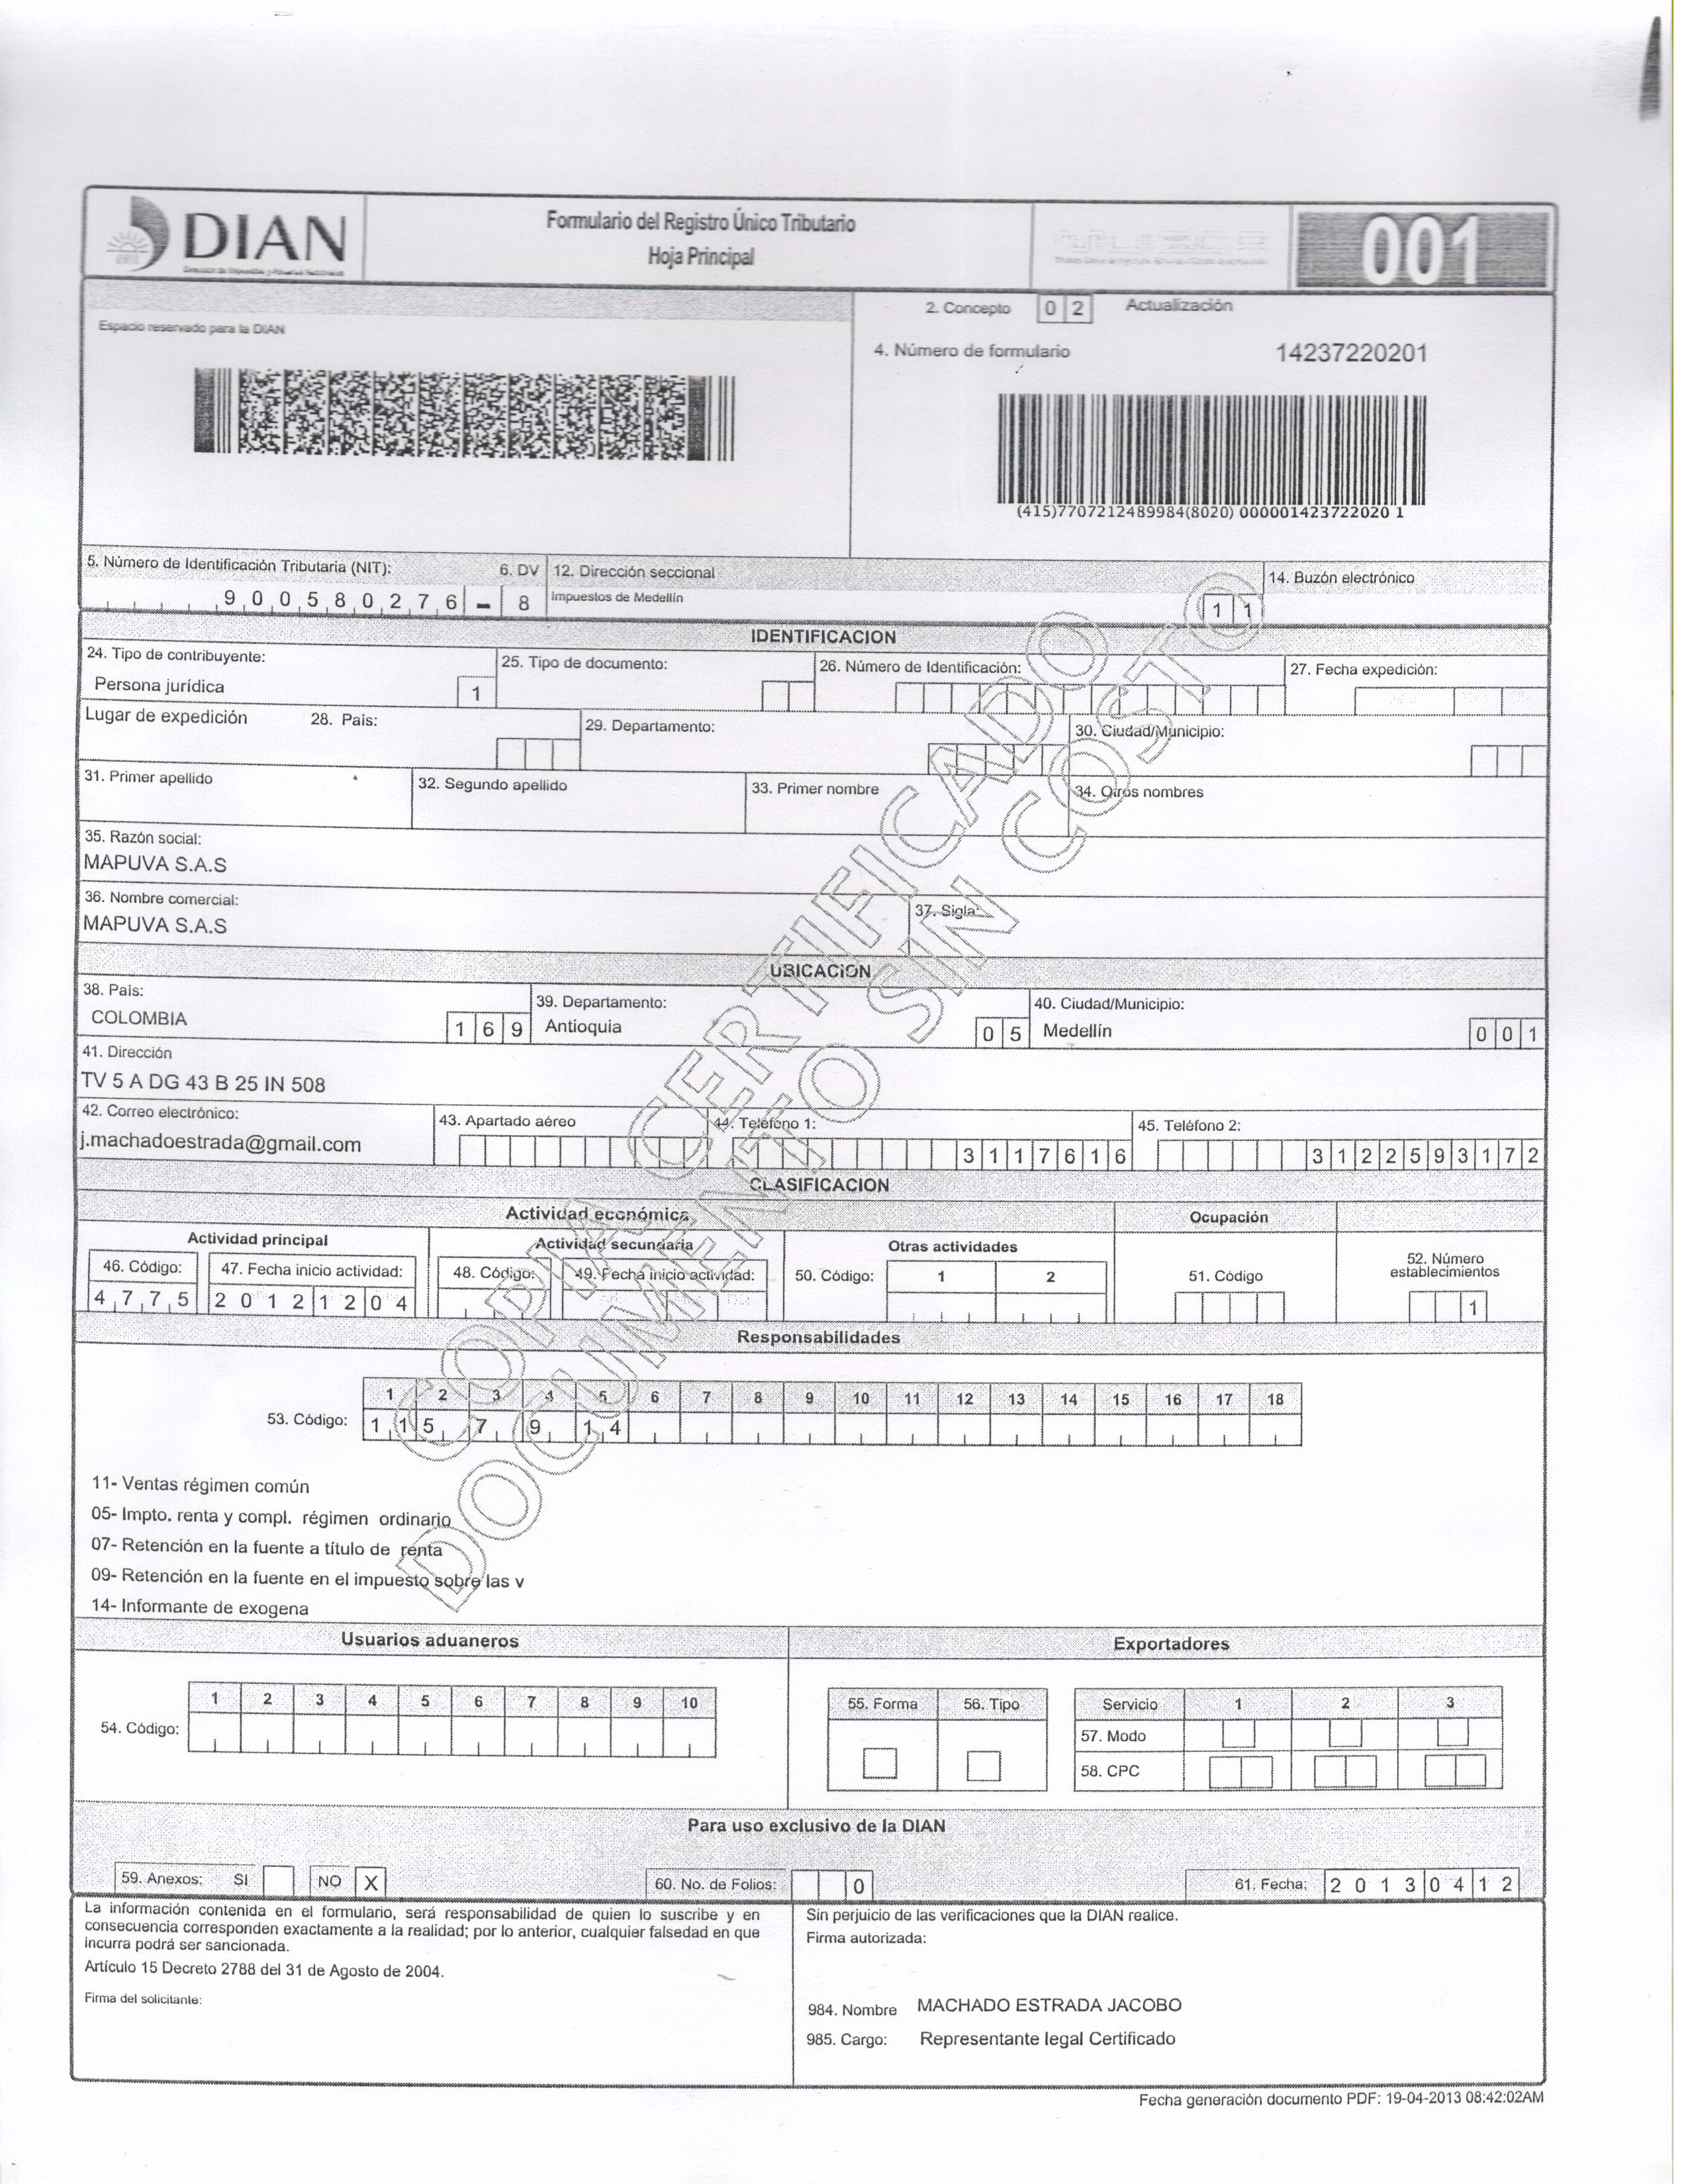 DIAN
Dirección de Impuestos y Aduanas Nacionales
Formulario del Registro Único Tributario
Hoja Principal
001
2. Concepto 0 2 Actualización
Espacio reservado para la DIAN
4. Número de formulario 14237220201
(415)7707212489984(8020) 000001423722020 1
5. Número de Identificación Tributaria (NIT): 6. DV 12. Dirección seccional 14. Buzón electrónico
9 0 0 5 8 0 2 7 6 - 8 Impuestos de Medellín 1 1
IDENTIFICACION
24. Tipo de contribuyente: 25. Tipo de documento: 26. Número de Identificación: 27. Fecha expedición:
Persona jurídica 1
Lugar de expedición 28. País: 29. Departamento: 30. Ciudad/Municipio:
31. Primer apellido 32. Segundo apellido 33. Primer nombre 34. Otros nombres
35. Razón social:
MAPUVA S.A.S
36. Nombre comercial: 37. Sigla:
MAPUVA S.A.S
UBICACION
38. País: 39. Departamento: 40. Ciudad/Municipio:
COLOMBIA 1 6 9 Antioquia 0 5 Medellín 0 0 1
41. Dirección
TV 5 A DG 43 B 25 IN 508
42. Correo electrónico: 43. Apartado aéreo 44. Teléfono 1: 45. Teléfono 2:
j.machadoestrada@gmail.com 3 1 1 7 6 1 6 3 1 2 2 5 9 3 1 7 2
CLASIFICACION
Actividad económica Ocupación
Actividad principal Actividad secundaria Otras actividades 52. Número establecimientos
46. Código: 47. Fecha inicio actividad: 48. Código: 49. Fecha inicio actividad: 50. Código: 1 2 51. Código
4 7 7 5 2 0 1 2 1 2 0 4 1
Responsabilidades
1 2 3 4 5 6 7 8 9 10 11 12 13 14 15 16 17 18
53. Código: 1 1 5 7 9 1 4
11- Ventas régimen común
05- Impto. renta y compl. régimen ordinario
07- Retención en la fuente a título de renta
09- Retención en la fuente en el impuesto sobre las v
14- Informante de exogena
COPIA CERTIFICADO
DOCUMENTO SIN COSTO
Usuarios aduaneros Exportadores
1 2 3 4 5 6 7 8 9 10
54. Código:
55. Forma 56. Tipo Servicio 1 2 3
57. Modo
58. CPC
Para uso exclusivo de la DIAN
59. Anexos: SI NO X 60. No. de Folios: 0 61. Fecha: 2 0 1 3 0 4 1 2
La información contenida en el formulario, será responsabilidad de quien lo suscribe y en
consecuencia corresponden exactamente a la realidad; por lo anterior, cualquier falsedad en que
incurra podrá ser sancionada.
Artículo 15 Decreto 2788 del 31 de Agosto de 2004.
Firma del solicitante:
Sin perjuicio de las verificaciones que la DIAN realice.
Firma autorizada:
984. Nombre MACHADO ESTRADA JACOBO
985. Cargo: Representante legal Certificado
Fecha generación documento PDF: 19-04-2013 08:42:02AM